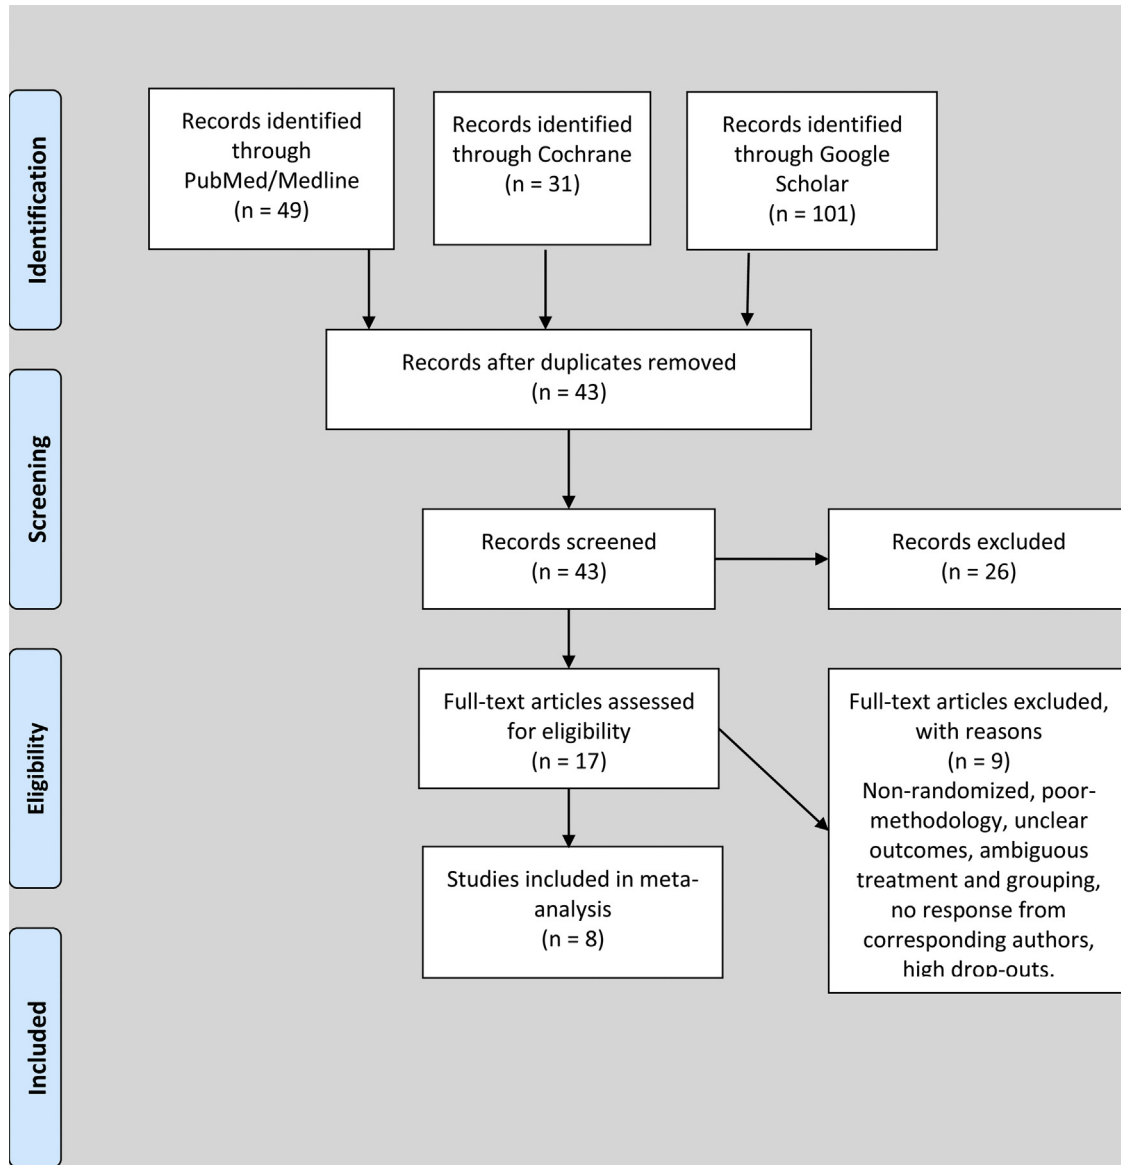 Identification
Records identified
through
PubMed/Medline
(n = 49)
Records identified
through Cochrane
(n = 31)
Records identified
through Google
Scholar
(n = 101)
Records after duplicates removed
(n = 43)
Screening
Records screened
(n = 43)
Records excluded
(n = 26)
Eligibility
Full-text articles assessed
for eligibility
(n = 17)
Full-text articles excluded,
with reasons
(n = 9)
Non-randomized, poor-
methodology, unclear
outcomes, ambiguous
treatment and grouping,
no response from
corresponding authors,
high drop-outs.
Studies included in meta-
analysis
(n = 8)
Included